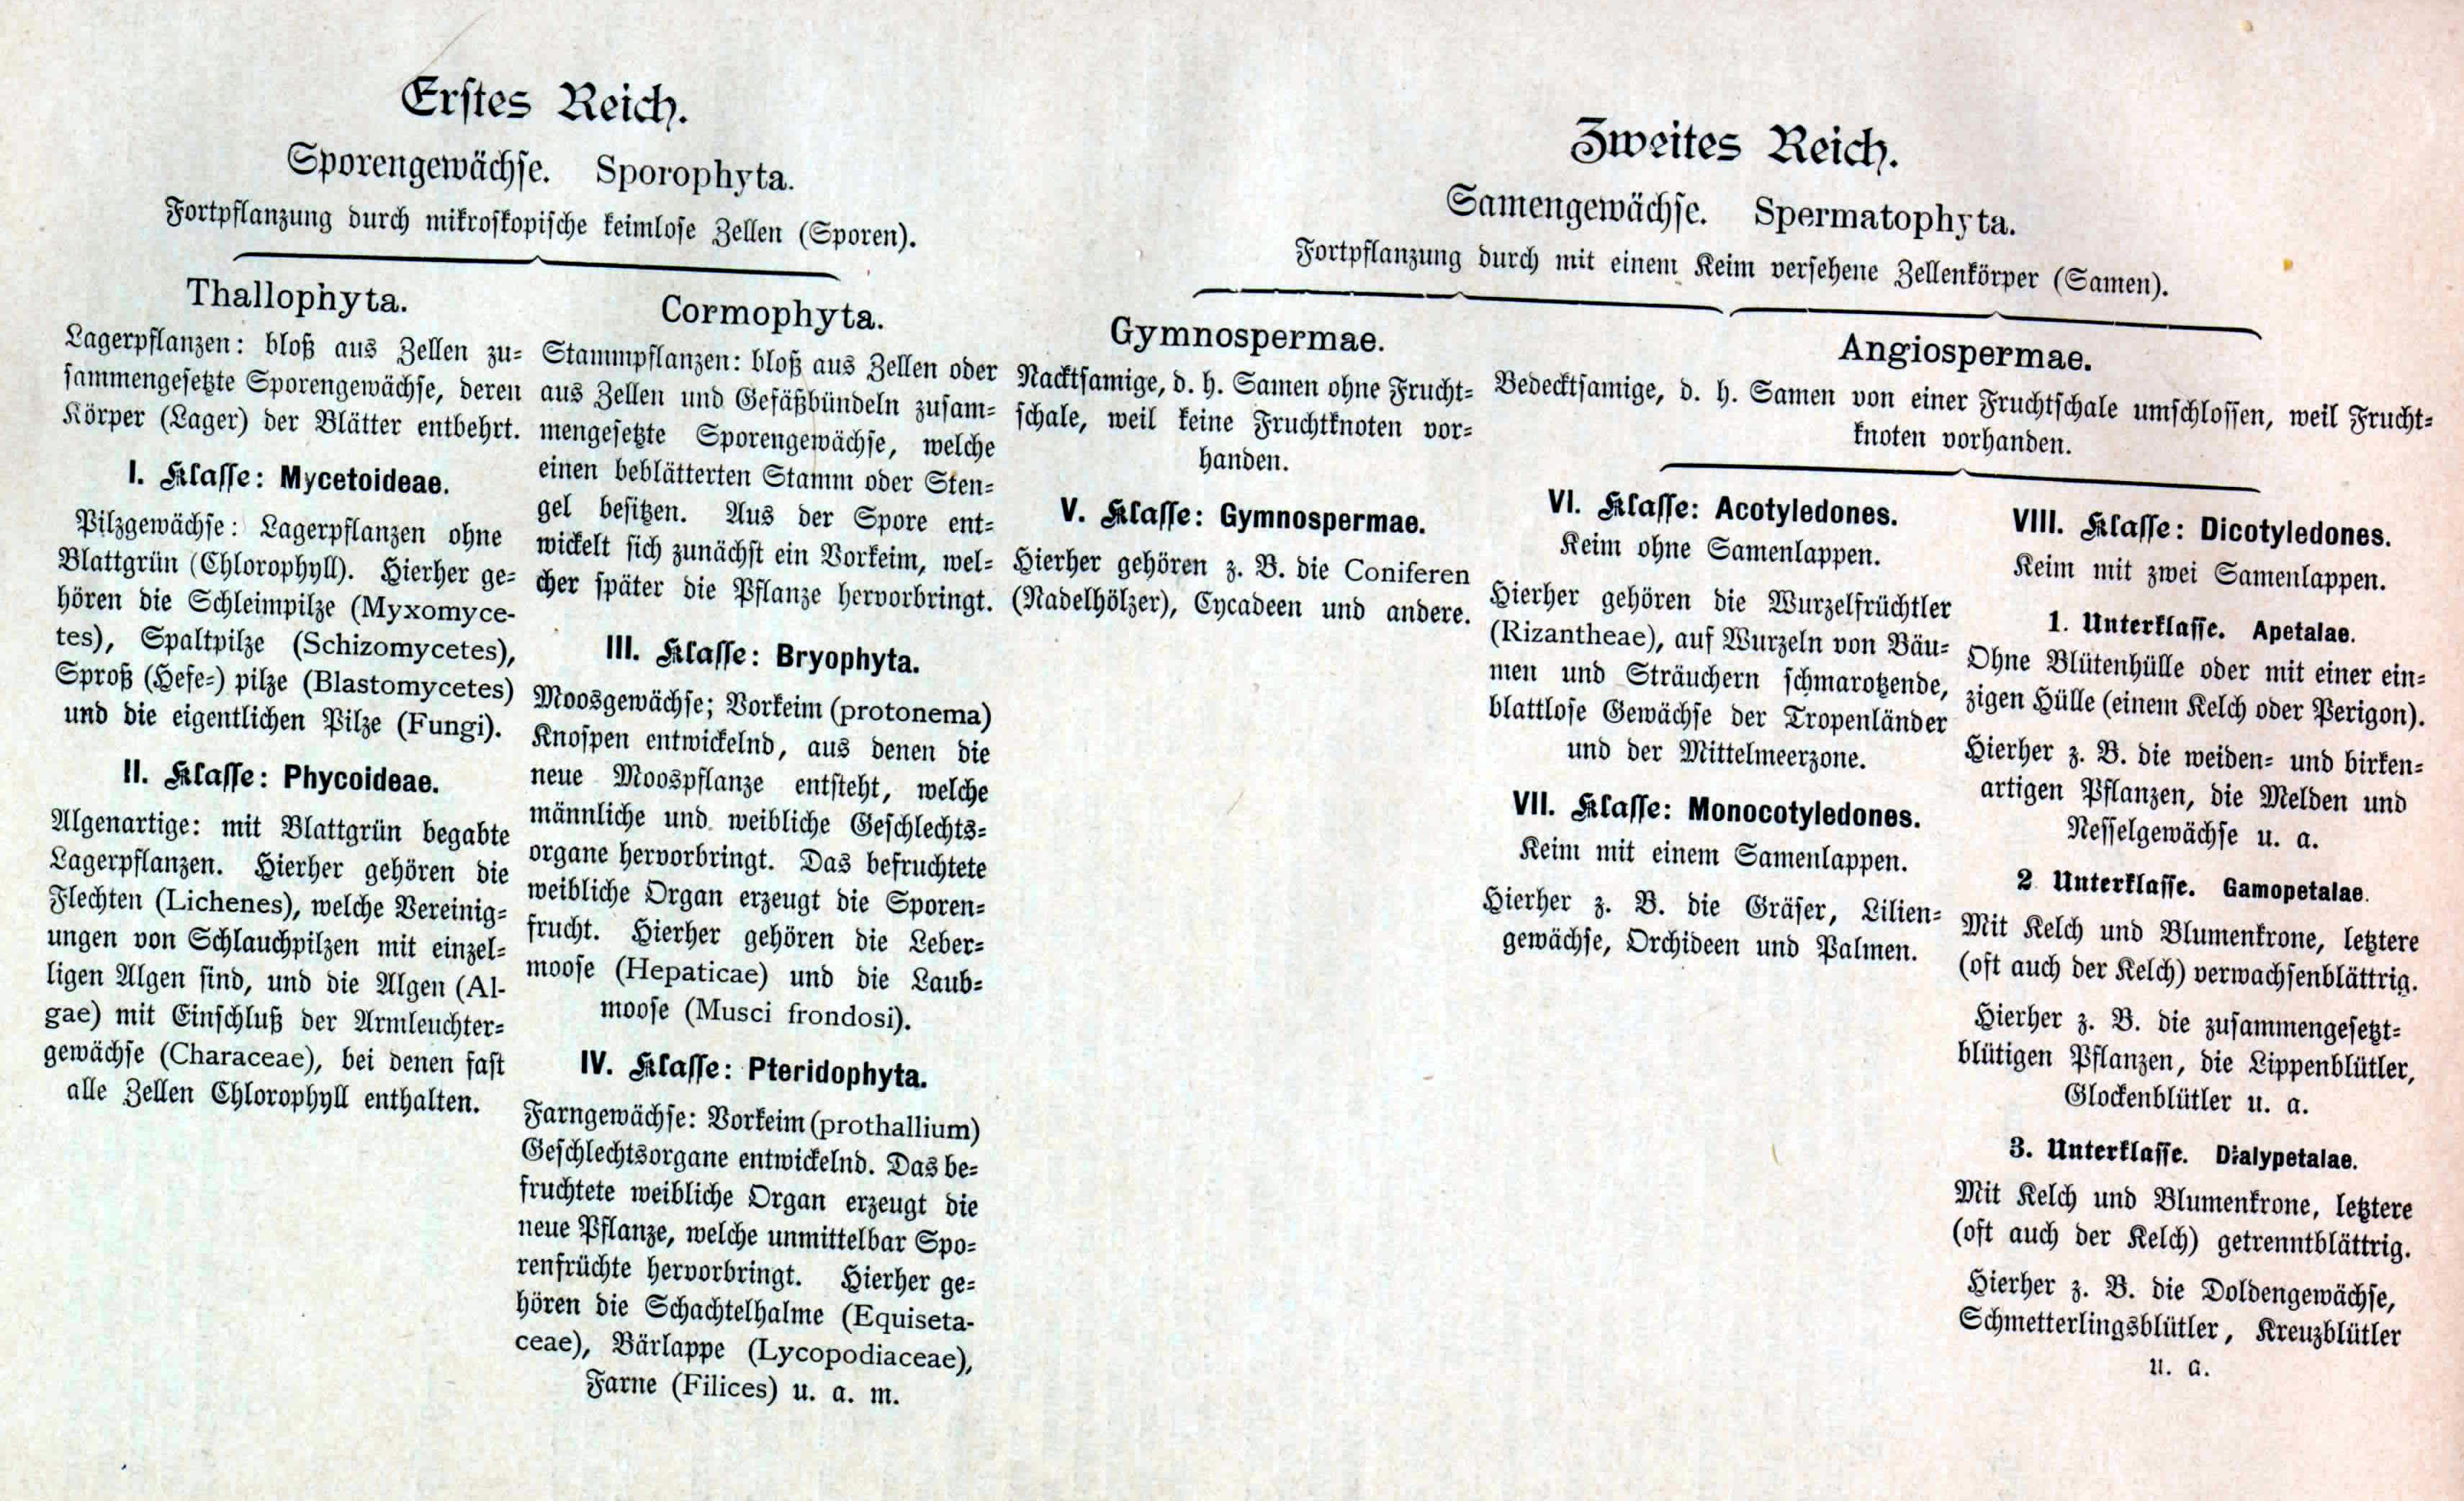 Erſtes Reich.
Sporengewächſe. Sporophyta.
Fortpflanzung durch mikroſkopiſche keimloſe Zellen (Sporen).
Thallophyta.
Lagerpflanzen: bloß aus Zellen zu=
ſammengeſetzte Sporengewächſe, deren
Körper (Lager) der Blätter entbehrt.
I. Klaſſe: Mycetoideae.
Pilzgewächſe: Lagerpflanzen ohne
Blattgrün (Chlorophyll). Hierher ge=
hören die Schleimpilze (Myxomyce-
tes), Spaltpilze (Schizomycetes),
Sproß (Hefe=) pilze (Blastomycetes)
und die eigentlichen Pilze (Fungi).
II. Klaſſe: Phycoideae.
Algenartige: mit Blattgrün begabte
Lagerpflanzen. Hierher gehören die
Flechten (Lichenes), welche Vereinig=
ungen von Schlauchpilzen mit einzel=
ligen Algen ſind, und die Algen (Al-
gae) mit Einſchluß der Armleuchter=
gewächſe (Characeae), bei denen faſt
alle Zellen Chlorophyll enthalten.
Cormophyta.
Stammpflanzen: bloß aus Zellen oder
aus Zellen und Gefäßbündeln zuſam=
mengeſetzte Sporengewächſe, welche
einen beblätterten Stamm oder Sten=
gel beſitzen. Aus der Spore ent=
wickelt ſich zunächſt ein Vorkeim, wel=
cher ſpäter die Pflanze hervorbringt.
III. Klaſſe: Bryophyta.
Moosgewächſe; Vorkeim (protonema)
Knoſpen entwickelnd, aus denen die
neue Moospflanze entſteht, welche
männliche und weibliche Geſchlechts=
organe hervorbringt. Das befruchtete
weibliche Organ erzeugt die Sporen=
frucht. Hierher gehören die Leber=
mooſe (Hepaticae) und die Laub=
mooſe (Musci frondosi).
IV. Klaſſe: Pteridophyta.
Farngewächſe: Vorkeim (prothallium)
Geſchlechtsorgane entwickelnd. Das be=
fruchtete weibliche Organ erzeugt die
neue Pflanze, welche unmittelbar Spo=
renfrüchte hervorbringt. Hierher ge=
hören die Schachtelhalme (Equiseta-
ceae), Bärlappe (Lycopodiaceae),
Farne (Filices) u. a. m.
Zweites Reich.
Samengewächſe. Spermatophyta.
Fortpflanzung durch mit einem Keim verſehene Zellenkörper (Samen).
Gymnospermae.
Nacktſamige, d. h. Samen ohne Frucht=
ſchale, weil keine Fruchtknoten vor=
handen.
V. Klaſſe: Gymnospermae.
Hierher gehören z. B. die Coniferen
(Nadelhölzer), Cycadeen und andere.
Angiospermae.
Bedecktſamige, d. h. Samen von einer Fruchtſchale umſchloſſen, weil Frucht=
knoten vorhanden.
VI. Klaſſe: Acotyledones.
Keim ohne Samenlappen.
Hierher gehören die Wurzelfrüchtler
(Rizantheae), auf Wurzeln von Bäu=
men und Sträuchern ſchmarotzende,
blattloſe Gewächſe der Tropenländer
und der Mittelmeerzone.
VII. Klaſſe: Monocotyledones.
Keim mit einem Samenlappen.
Hierher z. B. die Gräſer, Lilien=
gewächſe, Orchideen und Palmen.
VIII. Klaſſe: Dicotyledones.
Keim mit zwei Samenlappen.
1. Unterklaſſe. Apetalae.
Ohne Blütenhülle oder mit einer ein=
zigen Hülle (einem Kelch oder Perigon).
Hierher z. B. die weiden= und birken=
artigen Pflanzen, die Melden und
Neſſelgewächſe u. a.
2 Unterklaſſe. Gamopetalae.
Mit Kelch und Blumenkrone, letztere
(oft auch der Kelch) verwachſenblättrig.
Hierher z. B. die zuſammengeſetzt=
blütigen Pflanzen, die Lippenblütler,
Glockenblütler u. a.
3. Unterklaſſe. Dialypetalae.
Mit Kelch und Blumenkrone, letztere
(oft auch der Kelch) getrenntblättrig.
Hierher z. B. die Doldengewächſe,
Schmetterlingsblütler, Kreuzblütler
u. a.